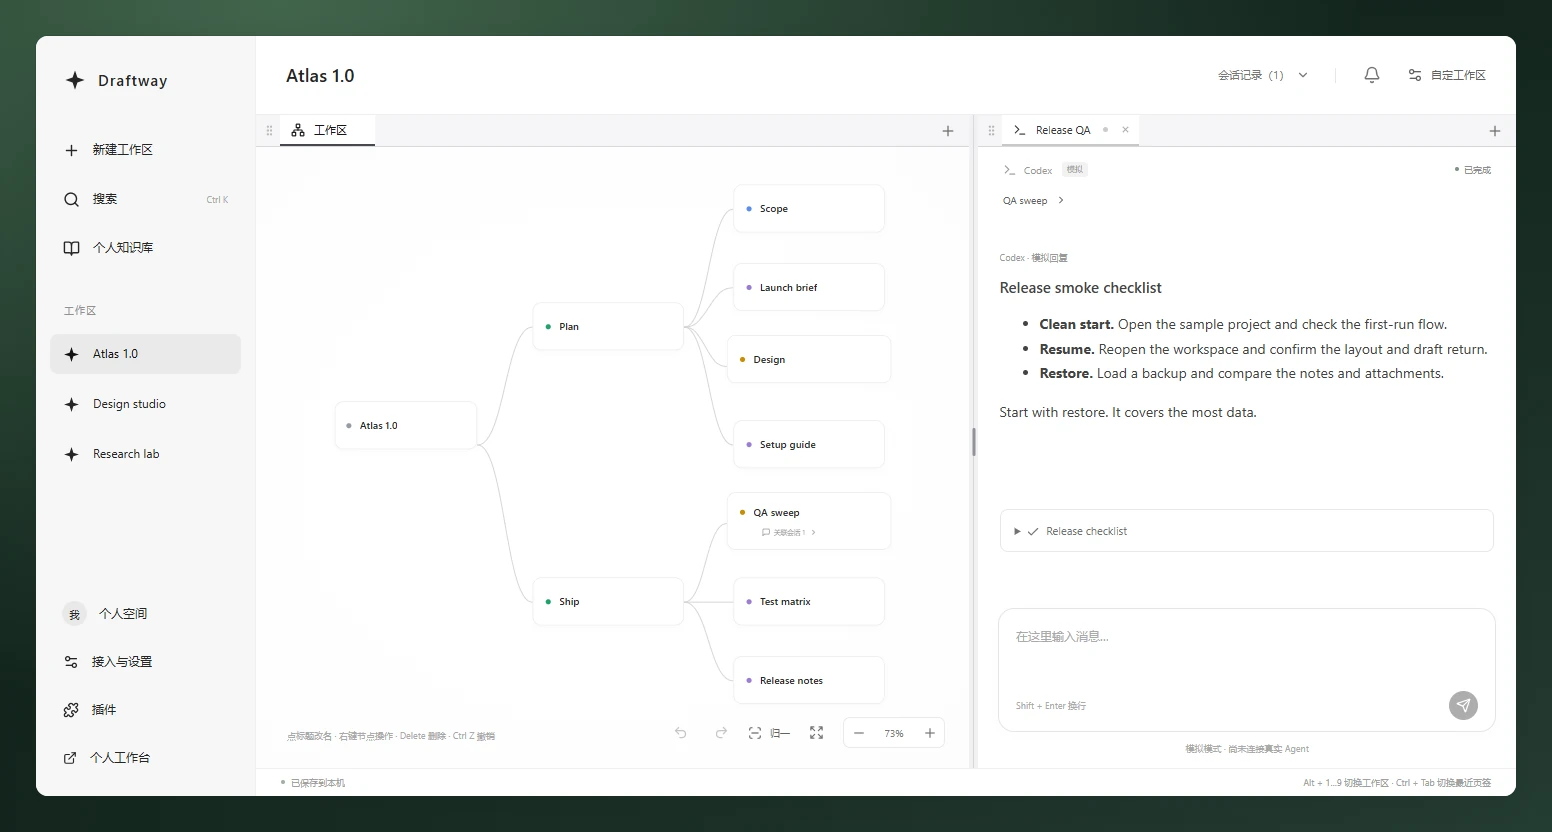 Draftway
新建工作区
搜索 Ctrl K
个人知识库
工作区
Atlas 1.0
Design studio
Research lab
我 个人空间
接入与设置
插件
个人工作台
Atlas 1.0
会话记录 (1)
自定工作区
工作区
Scope
Launch brief
Plan
Design
Atlas 1.0
Setup guide
QA sweep
关联会话 1
Ship
Test matrix
Release notes
点标题改名 · 右键节点操作 · Delete 删除 · Ctrl Z 撤销
归一
73%
Release QA
Codex 模拟
已完成
QA sweep
Codex · 模拟回复
Release smoke checklist
Clean start. Open the sample project and check the first-run flow.
Resume. Reopen the workspace and confirm the layout and draft return.
Restore. Load a backup and compare the notes and attachments.
Start with restore. It covers the most data.
Release checklist
在这里输入消息...
Shift + Enter 换行
模拟模式 · 尚未连接真实 Agent
已保存到本机
Alt + 1...9 切换工作区 · Ctrl + Tab 切换最近页签